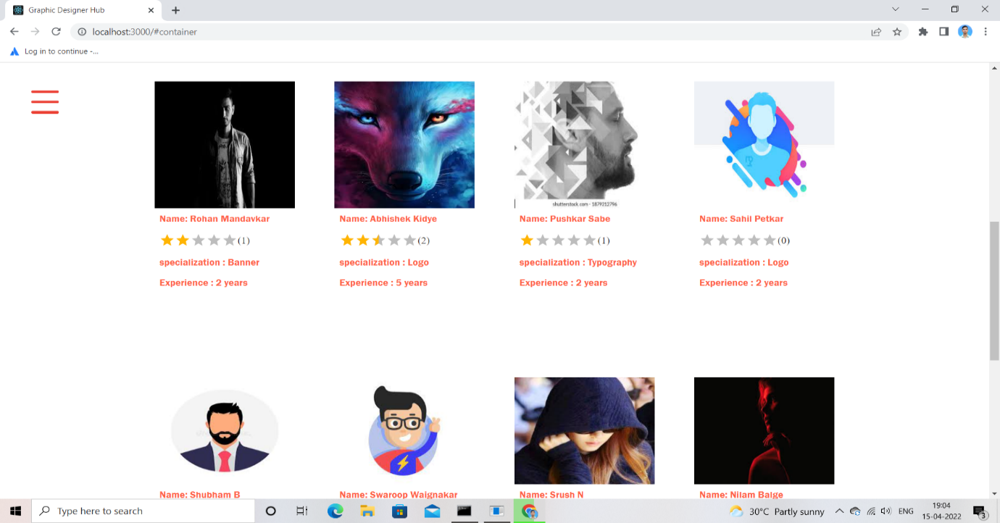 Graphic Designer Hub
localhost:3000/#container
Log in to continue -...
shutterstock.com · 1879212796
Name: Rohan Mandavkar
Name: Abhishek Kidye
Name: Pushkar Sabe
Name: Sahil Petkar
(1)
(2)
(1)
(0)
specialization : Banner
specialization : Logo
specialization : Typography
specialization : Logo
Experience : 2 years
Experience : 5 years
Experience : 2 years
Experience : 2 years
Name: Shubham B
Name: Swaroop Waignakar
Name: Srush N
Name: Nilam Balge
Type here to search
30°C Partly sunny
ENG
19:04
15-04-2022
3